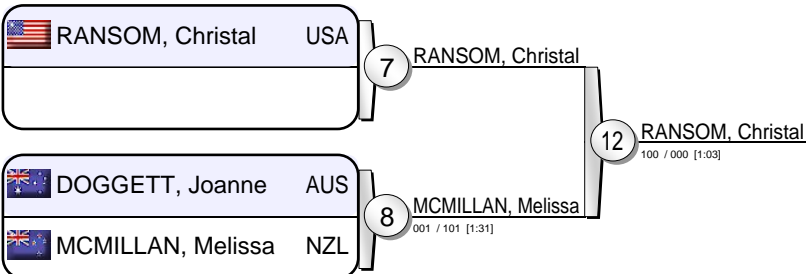 RANSOM, Christal USA
7
RANSOM, Christal
12
RANSOM, Christal
100 / 000 [1:03]
DOGGETT, Joanne AUS
8
MCMILLAN, Melissa
001 / 101 [1:31]
MCMILLAN, Melissa NZL